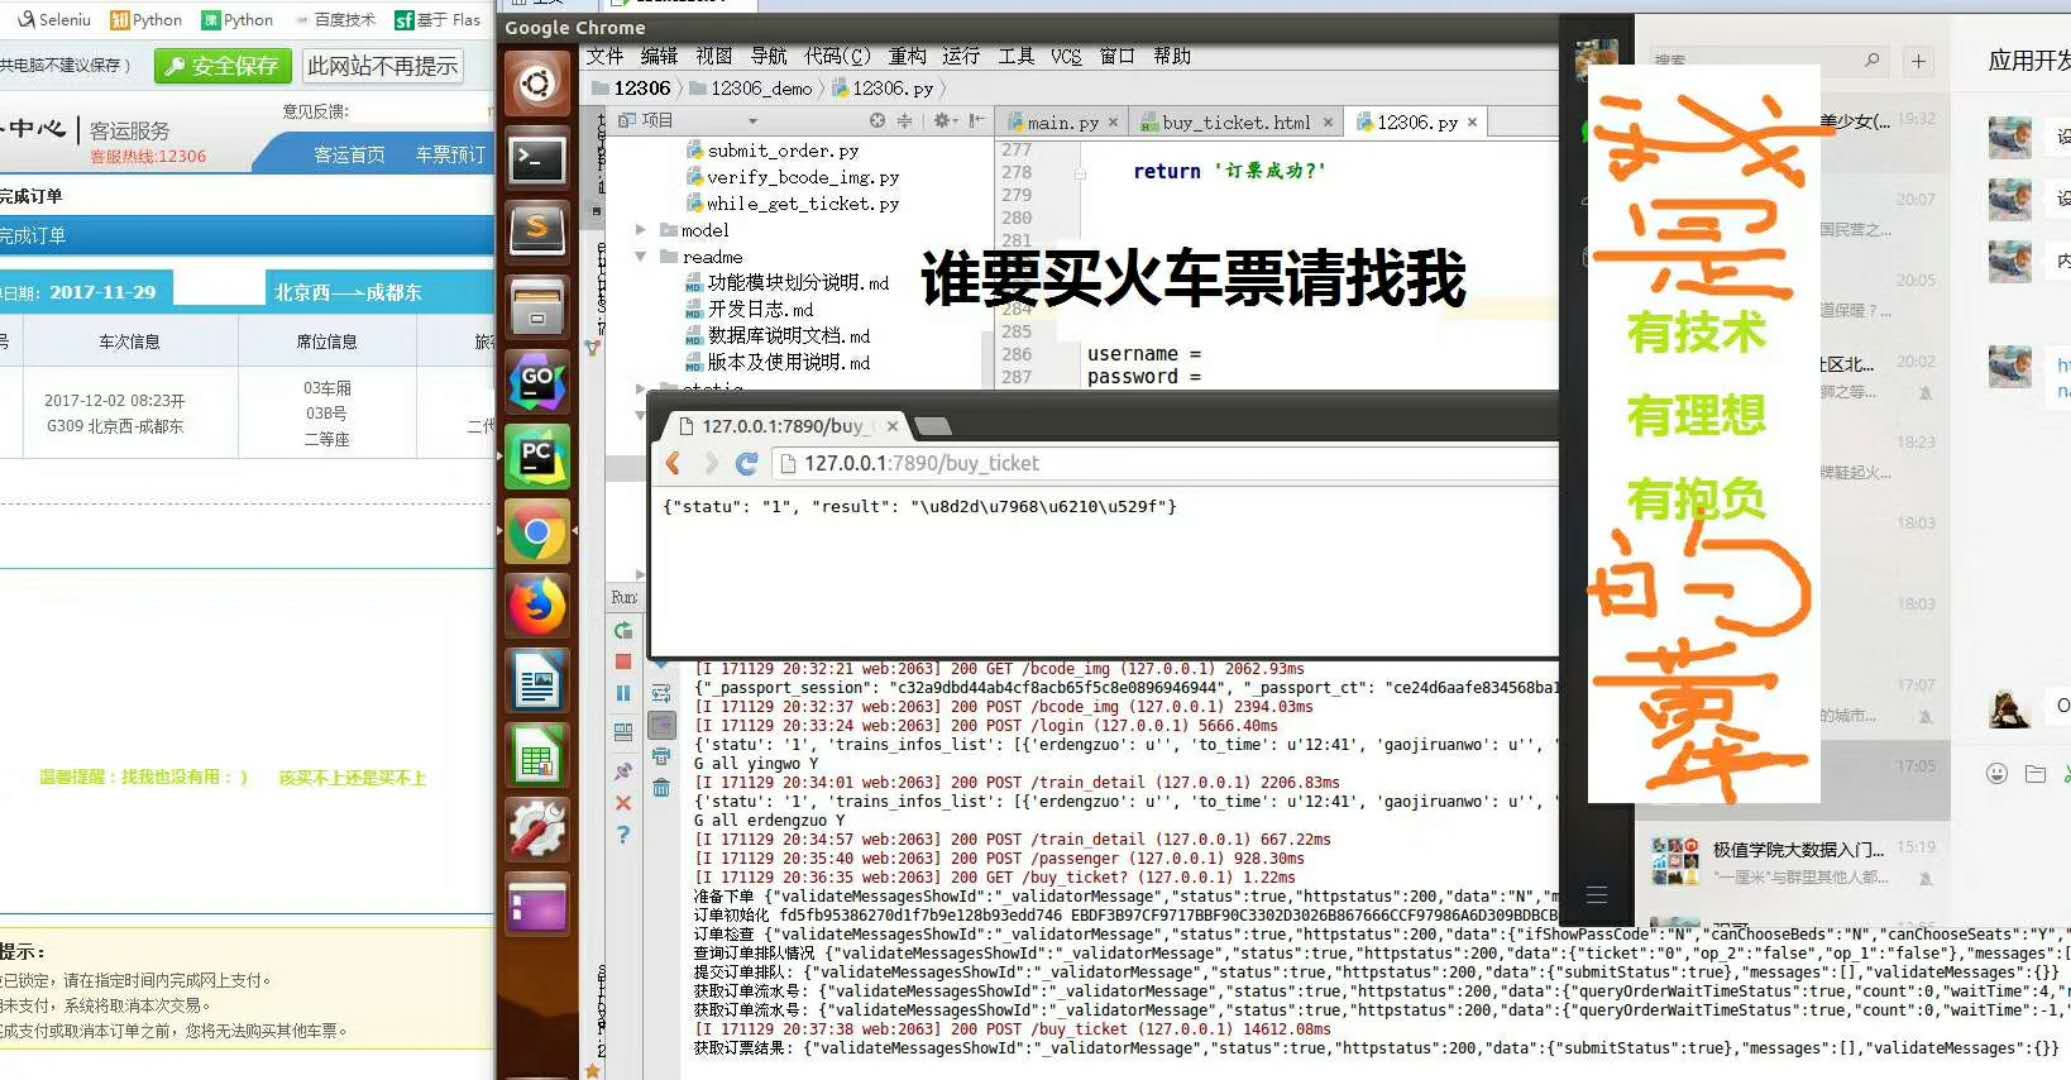 Seleniu
Python
Python
百度技术
基于 Flas
共电脑不建议保存）
安全保存
此网站不再提示
中心
客运服务
客服热线:12306
意见反馈:
客运首页
车票预订
完成订单
完成订单
日期: 2017-11-29
北京西—→成都东
号
车次信息
席位信息
旅
2017-12-02 08:23开
G309 北京西-成都东
03车厢
03B号
二等座
二代
温馨提醒：找我也没有用：）
该买不上还是买不上
提示：
已锁定，请在指定时间内完成网上支付。
未支付，系统将取消本次交易。
成支付或取消本订单之前，您将无法购买其他车票。
Google Chrome
文件 编辑 视图 导航 代码(C) 重构 运行 工具 VCS 窗口 帮助
12306
12306_demo
12306.py
项目
main.py
buy_ticket.html
12306.py
submit_order.py
verify_bcode_img.py
while_get_ticket.py
model
readme
功能模块划分说明.md
开发日志.md
数据库说明文档.md
版本及使用说明.md
static
277
278 return '订票成功?'
279
280
281
284
285
286 username =
287 password =
谁要买火车票请找我
127.0.0.1:7890/buy_
127.0.0.1:7890/buy_ticket
{"statu": "1", "result": "\u8d2d\u7968\u6210\u529f"}
Run:
[I 171129 20:32:21 web:2063] 200 GET /bcode_img (127.0.0.1) 2062.93ms
{"_passport_session": "c32a9dbd44ab4cf8acb65f5c8e0896946944", "_passport_ct": "ce24d6aafe834568ba1
[I 171129 20:32:37 web:2063] 200 POST /bcode_img (127.0.0.1) 2394.03ms
[I 171129 20:33:24 web:2063] 200 POST /login (127.0.0.1) 5666.40ms
{'statu': '1', 'trains_infos_list': [{'erdengzuo': u'', 'to_time': u'12:41', 'gaojiruanwo': u'', '
G all yingwo Y
[I 171129 20:34:01 web:2063] 200 POST /train_detail (127.0.0.1) 2206.83ms
{'statu': '1', 'trains_infos_list': [{'erdengzuo': u'', 'to_time': u'12:41', 'gaojiruanwo': u'', '
G all erdengzuo Y
[I 171129 20:34:57 web:2063] 200 POST /train_detail (127.0.0.1) 667.22ms
[I 171129 20:35:40 web:2063] 200 POST /passenger (127.0.0.1) 928.30ms
[I 171129 20:36:35 web:2063] 200 GET /buy_ticket? (127.0.0.1) 1.22ms
准备下单 {"validateMessagesShowId":"_validatorMessage","status":true,"httpstatus":200,"data":"N","m
订单初始化 fd5fb95386270d1f7b9e128b93edd746 EBDF3B97CF9717BBF90C3302D3026B867666CCF97986A6D309BDBCB
订单检查 {"validateMessagesShowId":"_validatorMessage","status":true,"httpstatus":200,"data":{"ifShowPassCode":"N","canChooseBeds":"N","canChooseSeats":"Y","
查询订单排队情况 {"validateMessagesShowId":"_validatorMessage","status":true,"httpstatus":200,"data":{"ticket":"0","op_2":"false","op_1":"false"},"messages":[
提交订单排队: {"validateMessagesShowId":"_validatorMessage","status":true,"httpstatus":200,"data":{"submitStatus":true},"messages":[],"validateMessages":{}}
获取订单流水号: {"validateMessagesShowId":"_validatorMessage","status":true,"httpstatus":200,"data":{"queryOrderWaitTimeStatus":true,"count":0,"waitTime":4,"r
获取订单流水号: {"validateMessagesShowId":"_validatorMessage","status":true,"httpstatus":200,"data":{"queryOrderWaitTimeStatus":true,"count":0,"waitTime":-1,
[I 171129 20:37:38 web:2063] 200 POST /buy_ticket (127.0.0.1) 14612.08ms
获取订票结果: {"validateMessagesShowId":"_validatorMessage","status":true,"httpstatus":200,"data":{"submitStatus":true},"messages":[],"validateMessages":{}}
我
是
有技术
有理想
有抱负
的
黄
牛
搜索
应用开发
美少女(...
19:32
20:07
国民营之...
20:05
道保暖？...
社区北...
20:02
狮之等...
18:23
牌鞋起火...
18:03
18:03
17:07
的城市...
17:05
极值学院大数据入门...
15:19
"一厘米"与群里其他人都...